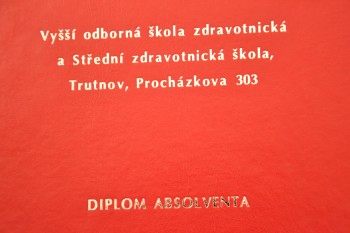 Vyšší odborná škola zdravotnická
a Střední zdravotnická škola,
Trutnov, Procházkova 303
DIPLOM ABSOLVENTA